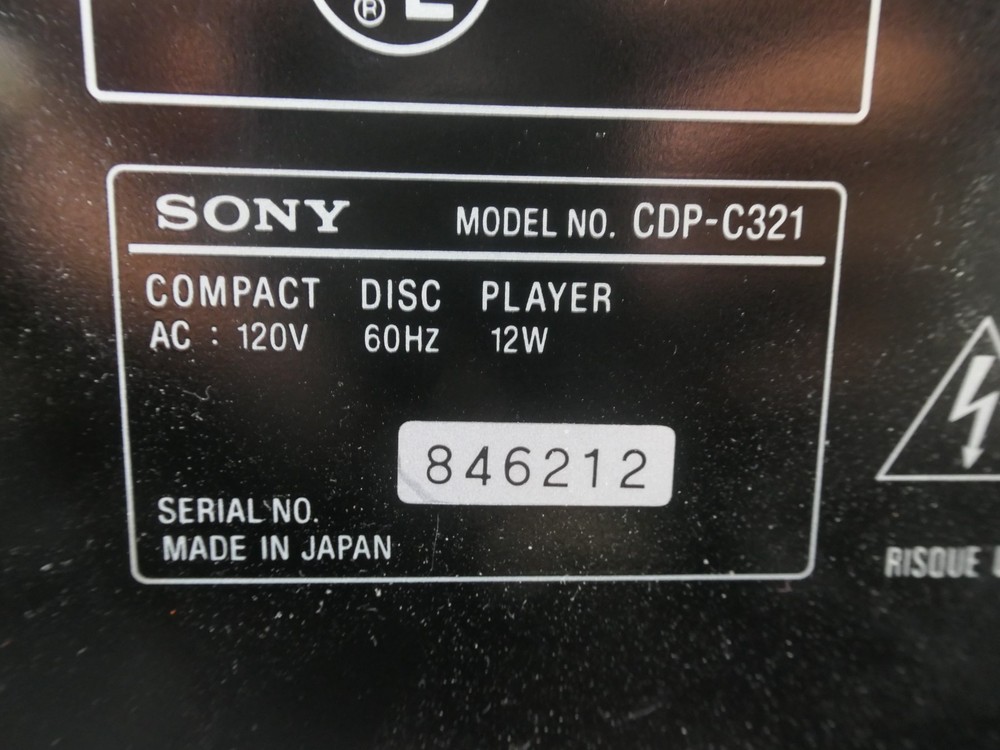 ®
SONY MODEL NO. CDP-C321
COMPACT DISC PLAYER
AC : 120V 60HZ 12W
846212
SERIAL NO.
MADE IN JAPAN
RISQUE